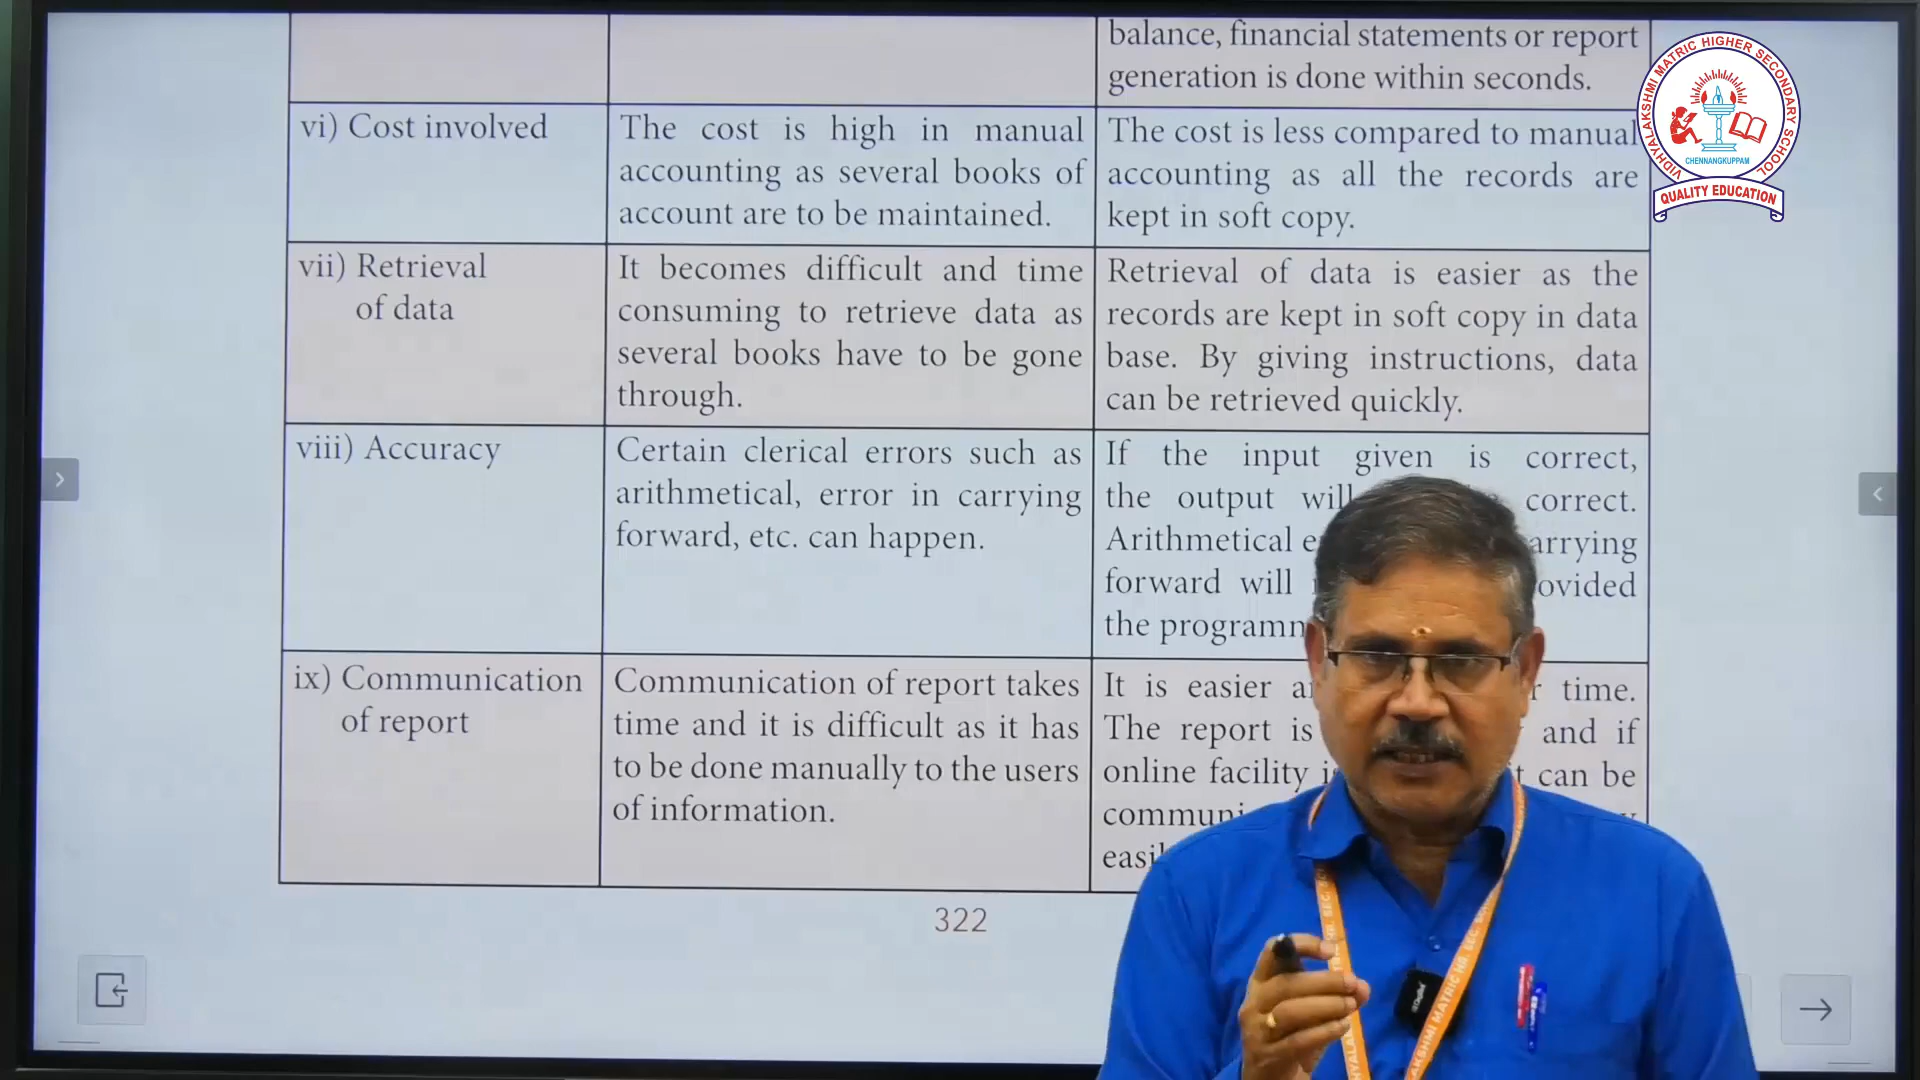 balance, financial statements or report
generation is done within seconds.
vi) Cost involved
The cost is high in manual
accounting as several books of
account are to be maintained.
The cost is less compared to manual
accounting as all the records are
kept in soft copy.
vii) Retrieval
of data
It becomes difficult and time
consuming to retrieve data as
several books have to be gone
through.
Retrieval of data is easier as the
records are kept in soft copy in data
base. By giving instructions, data
can be retrieved quickly.
viii) Accuracy
Certain clerical errors such as
arithmetical, error in carrying
forward, etc. can happen.
If the input given is correct,
the output will correct.
Arithmetical
forward will
the
ix) Communication
of report
Communication of report takes
time and it is difficult as it has
to be done manually to the users
of information.
It is easier time.
The report is and if
online facility can be
322
VIDHYALAKSHMI MATRIC HIGHER SECONDARY SCHOOL
CHENNANGKUPPAM
QUALITY EDUCATION